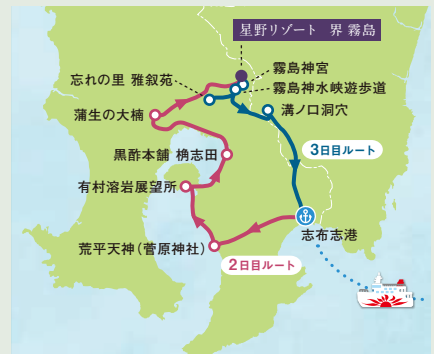 星野リゾート 界 霧島
霧島神宮
忘れの里 雅叙苑
霧島神水峡遊歩道
溝ノ口洞穴
蒲生の大楠
黒酢本舗 桷志田
3日目ルート
有村溶岩展望所
志布志港
荒平天神(菅原神社)
2日目ルート